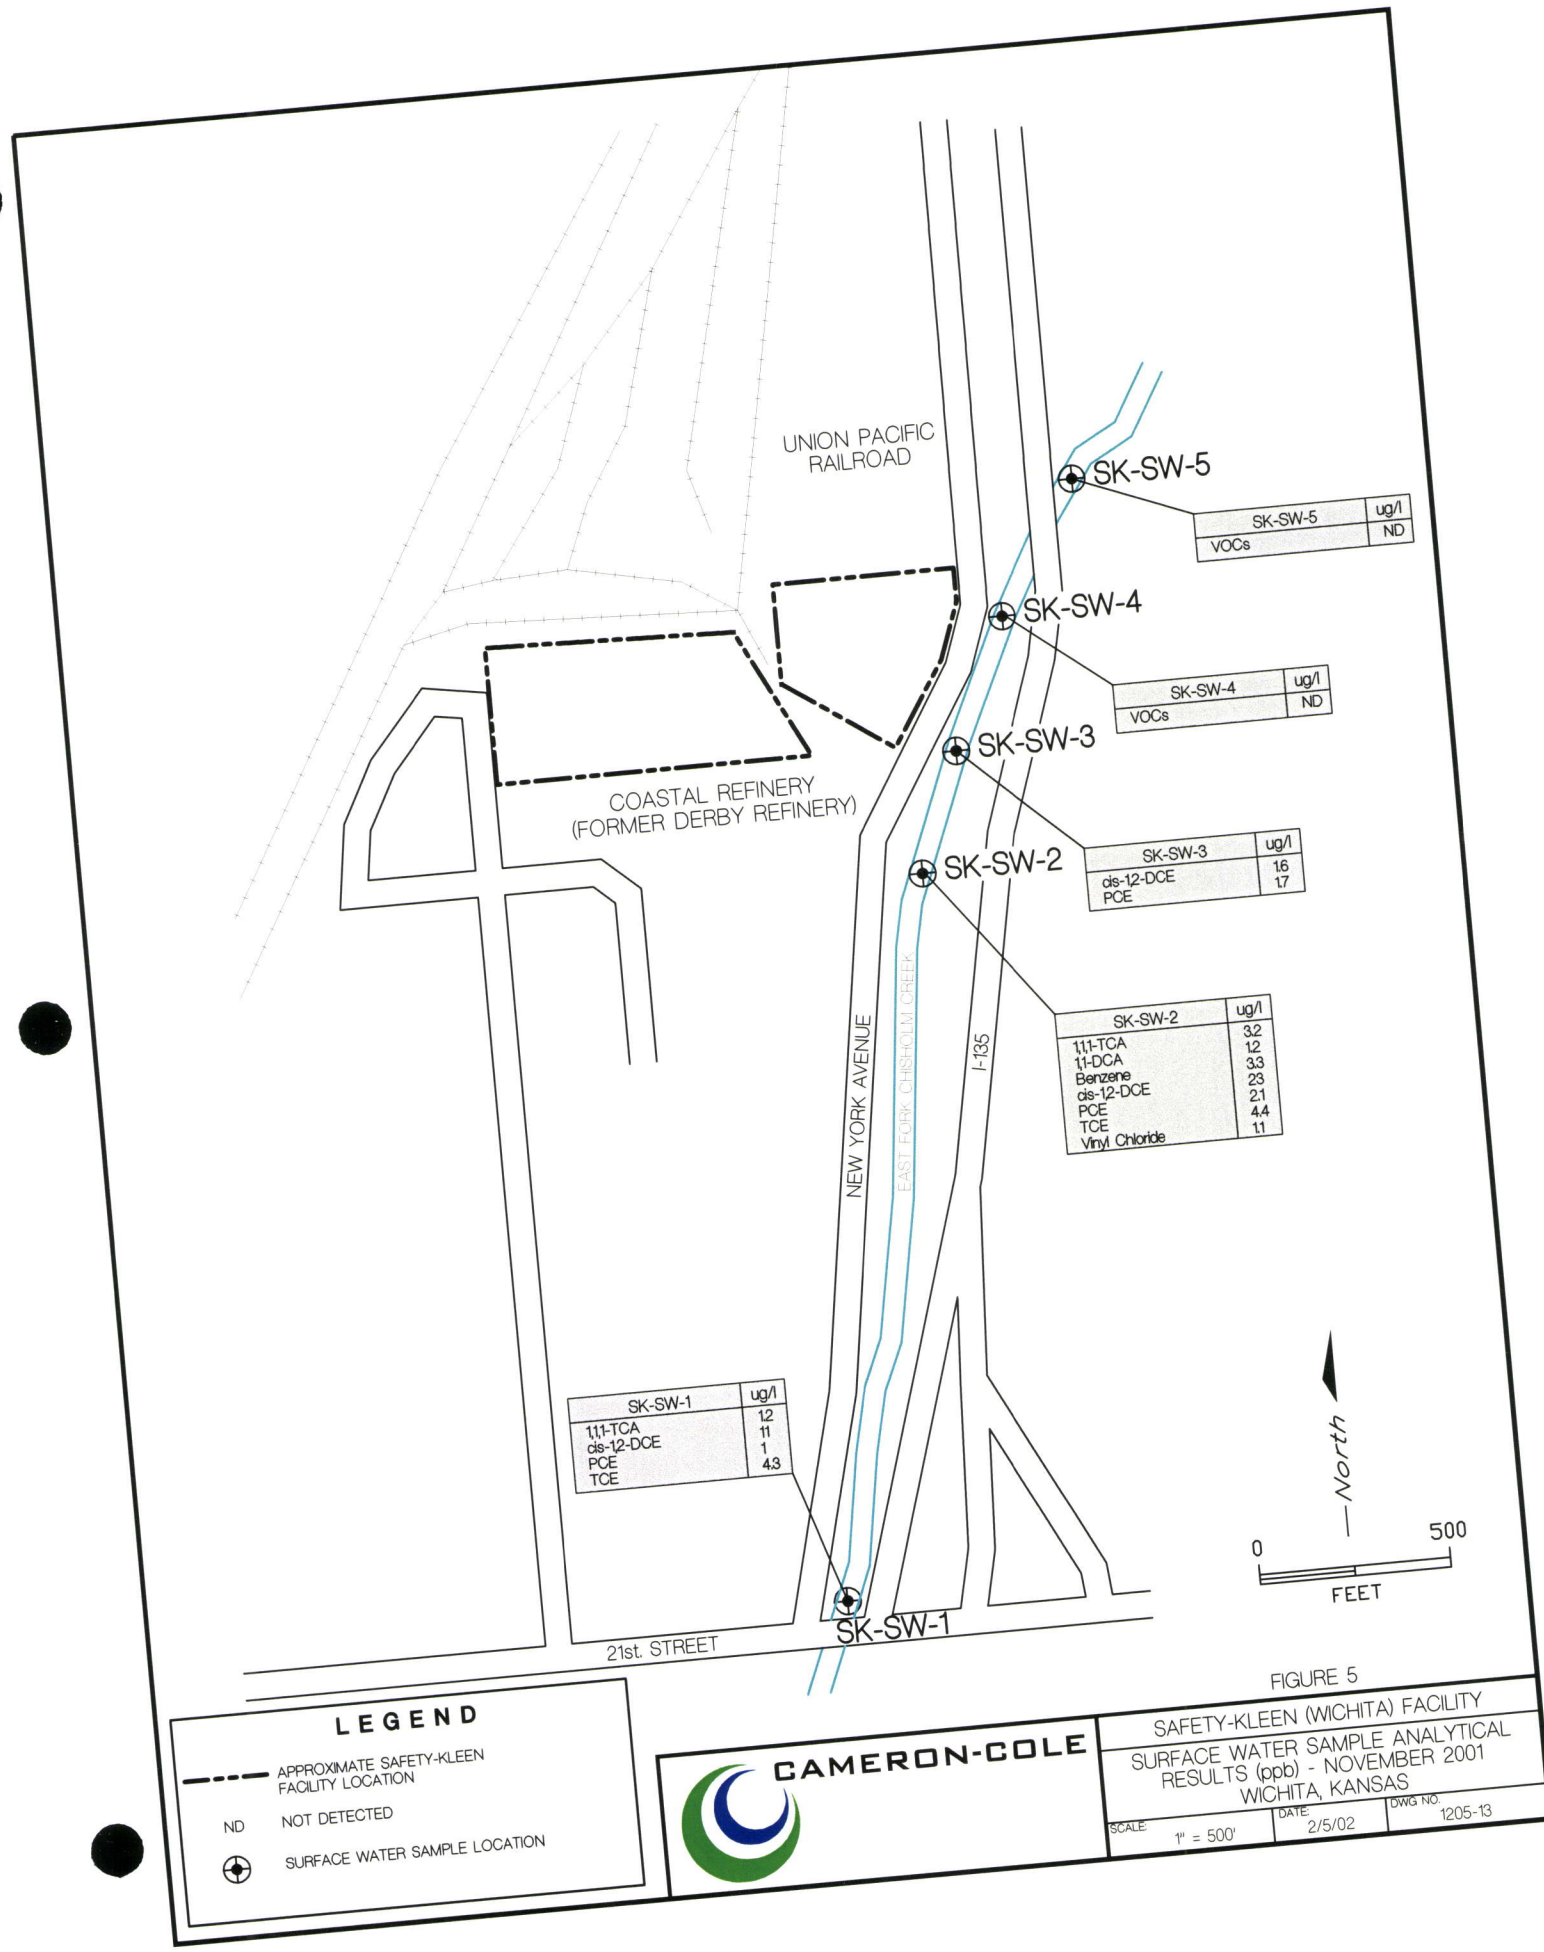 UNION PACIFIC
RAILROAD
SK-SW-5
SK-SW-5 ug/l
VOCs ND
SK-SW-4
SK-SW-4 ug/l
VOCs ND
SK-SW-3
COASTAL REFINERY
(FORMER DERBY REFINERY)
SK-SW-3 ug/l
cis-1,2-DCE 1.6
PCE 1.7
SK-SW-2
NEW YORK AVENUE
EAST FORK CHISHOLM CREEK
I-135
SK-SW-2 ug/l
1,1,1-TCA 3.2
1,1-DCA 1.2
Benzene 3.3
cis-1,2-DCE 23
PCE 2.1
TCE 4.4
Vinyl Chloride 1.1
SK-SW-1 ug/l
1,1,1-TCA 1.2
cis-1,2-DCE 11
PCE 1
TCE 4.3
North
0 500
FEET
SK-SW-1
21st. STREET
FIGURE 5
LEGEND
APPROXIMATE SAFETY-KLEEN
FACILITY LOCATION
ND NOT DETECTED
SURFACE WATER SAMPLE LOCATION
CAMERON-COLE
SAFETY-KLEEN (WICHITA) FACILITY
SURFACE WATER SAMPLE ANALYTICAL
RESULTS (ppb) - NOVEMBER 2001
WICHITA, KANSAS
SCALE: 1" = 500'
DATE: 2/5/02
DWG NO. 1205-13